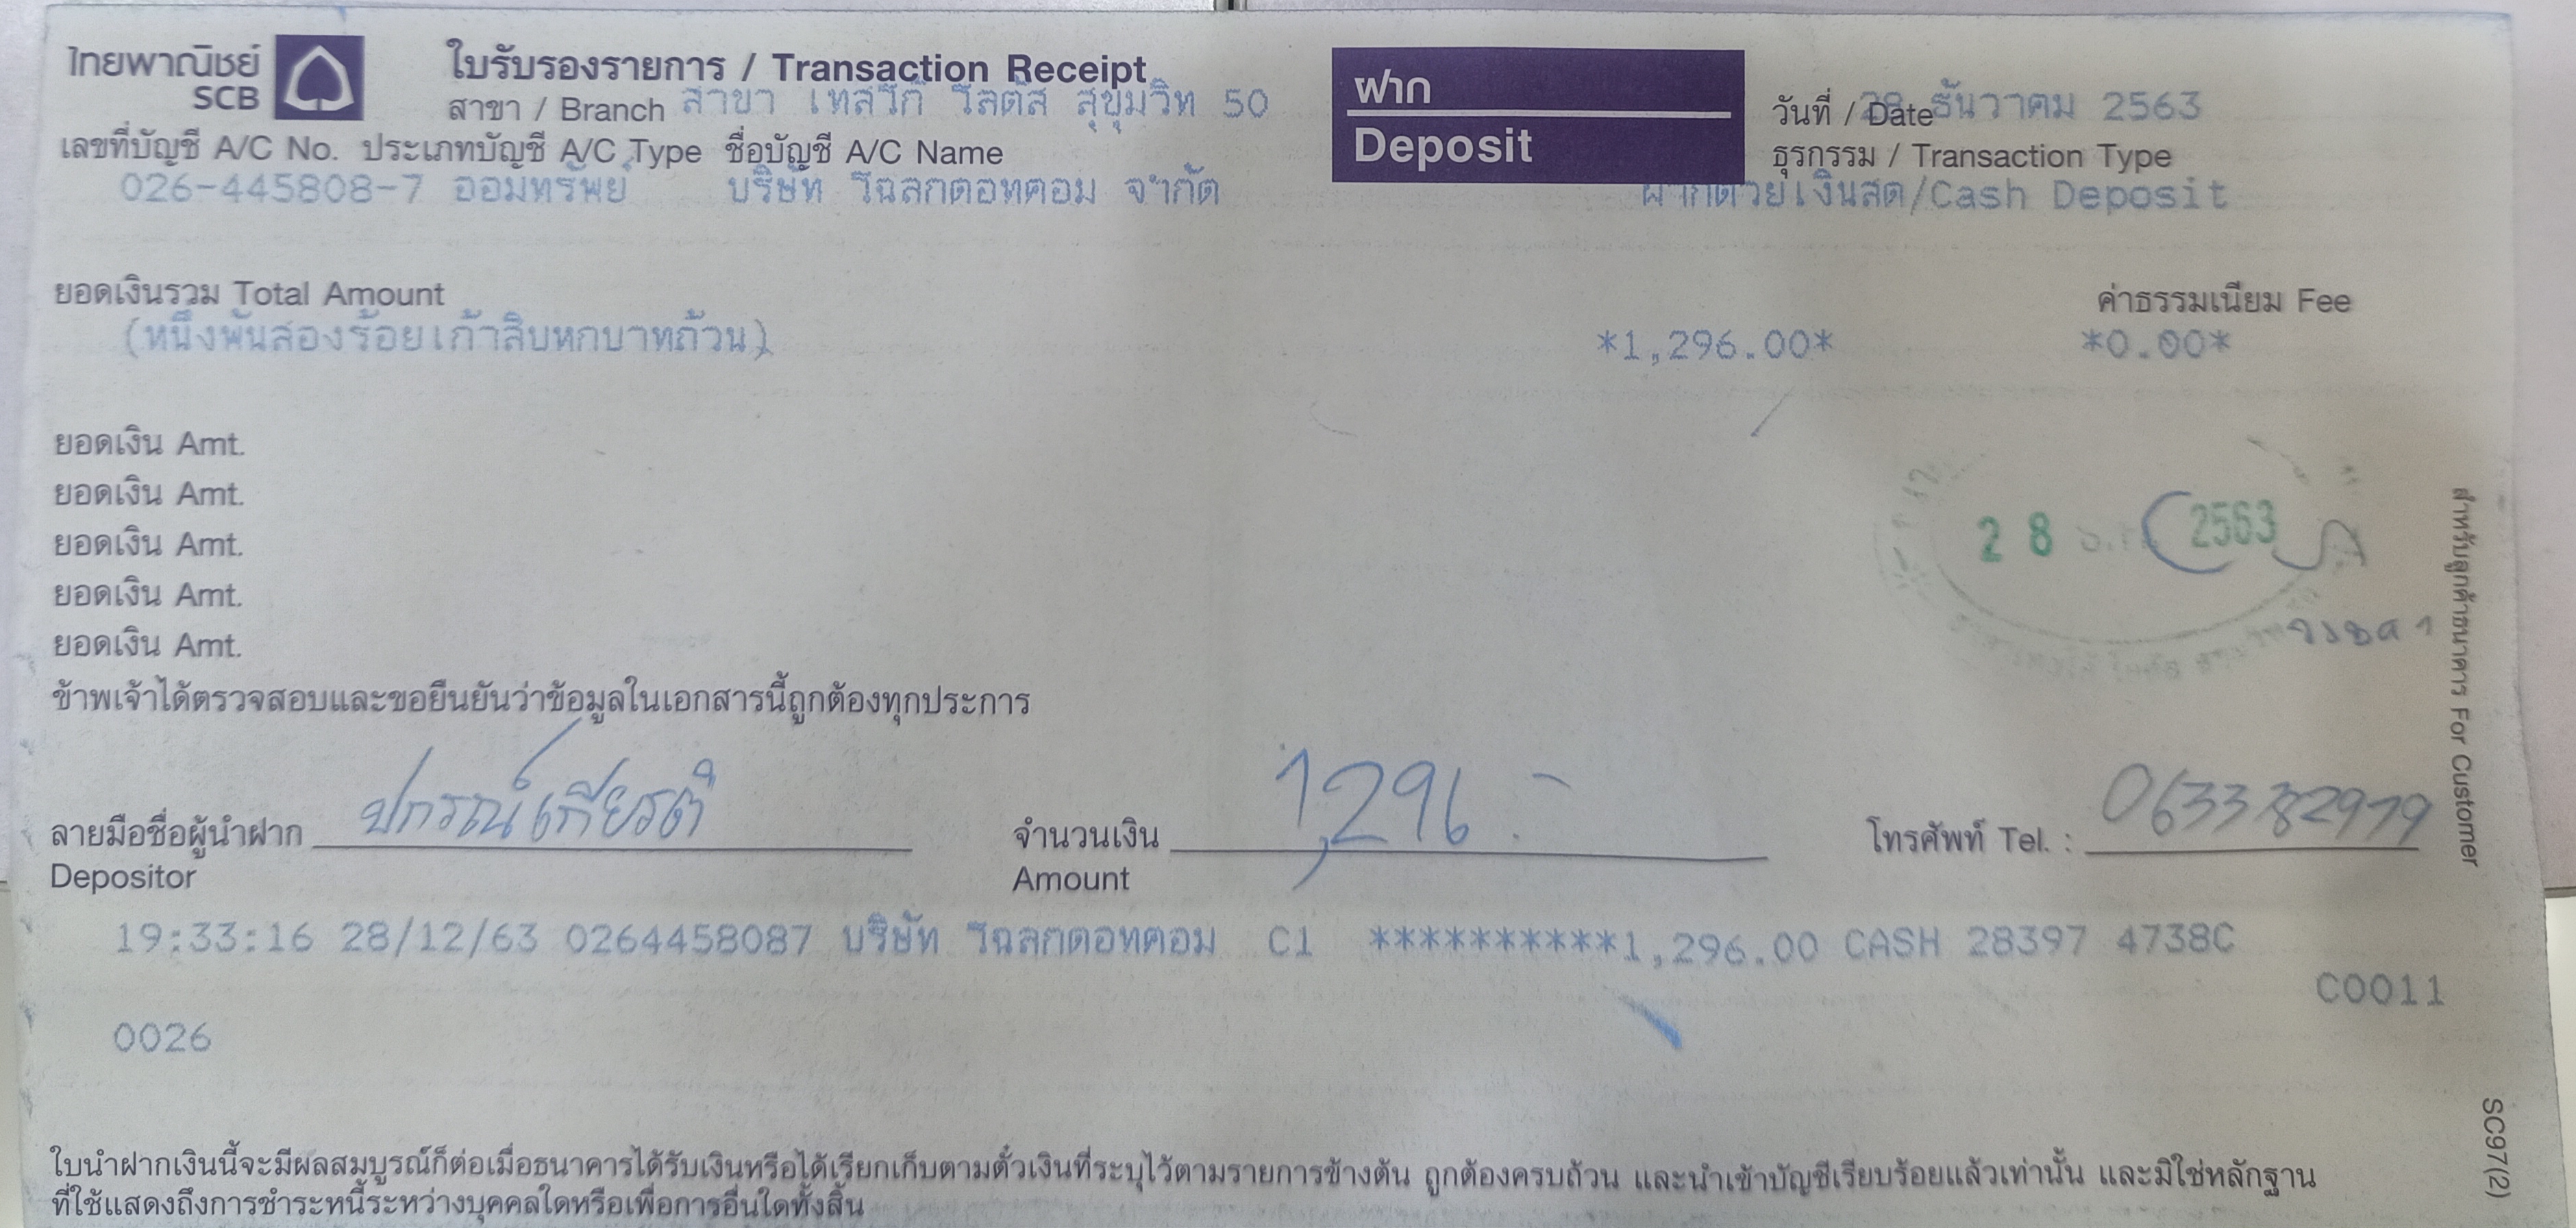 ไทยพาณิชย์
SCB
ใบรับรองรายการ / Transaction Receipt
สาขา / Branch สาขา เทสโก้ โลตัส สุขุมวิท 50
ฝาก
Deposit
วันที่ / Date 28 ธันวาคม 2563
เลขที่บัญชี A/C No. ประเภทบัญชี A/C Type ชื่อบัญชี A/C Name
ธุรกรรม / Transaction Type
026-445808-7 ออมทรัพย์ บริษัท โฉลกดอทคอม จำกัด
ฝากด้วยเงินสด/Cash Deposit
ยอดเงินรวม Total Amount
ค่าธรรมเนียม Fee
(หนึ่งพันสองร้อยเก้าสิบหกบาทถ้วน) *1,296.00* *0.00*
ยอดเงิน Amt.
ยอดเงิน Amt.
ยอดเงิน Amt.
ยอดเงิน Amt.
ยอดเงิน Amt.
28 2563
ข้าพเจ้าได้ตรวจสอบและขอยืนยันว่าข้อมูลในเอกสารนี้ถูกต้องทุกประการ
ลายมือชื่อผู้นำฝาก ปกรณ์เกียรติ
Depositor
จำนวนเงิน 1,296.-
Amount
โทรศัพท์ Tel. : 0633382979
19:33:16 28/12/63 0264458087 บริษัท โฉลกดอทคอม C1 **********1,296.00 CASH 28397 4738C
C0011
0026
ใบนำฝากเงินนี้จะมีผลสมบูรณ์ก็ต่อเมื่อธนาคารได้รับเงินหรือได้เรียกเก็บตามตั๋วเงินที่ระบุไว้ตามรายการข้างต้น ถูกต้องครบถ้วน และนำเข้าบัญชีเรียบร้อยแล้วเท่านั้น และมิใช่หลักฐาน
ที่ใช้แสดงถึงการชำระหนี้ระหว่างบุคคลใดหรือเพื่อการอื่นใดทั้งสิ้น
สำหรับลูกค้าธนาคาร For Customer
SC97(2)